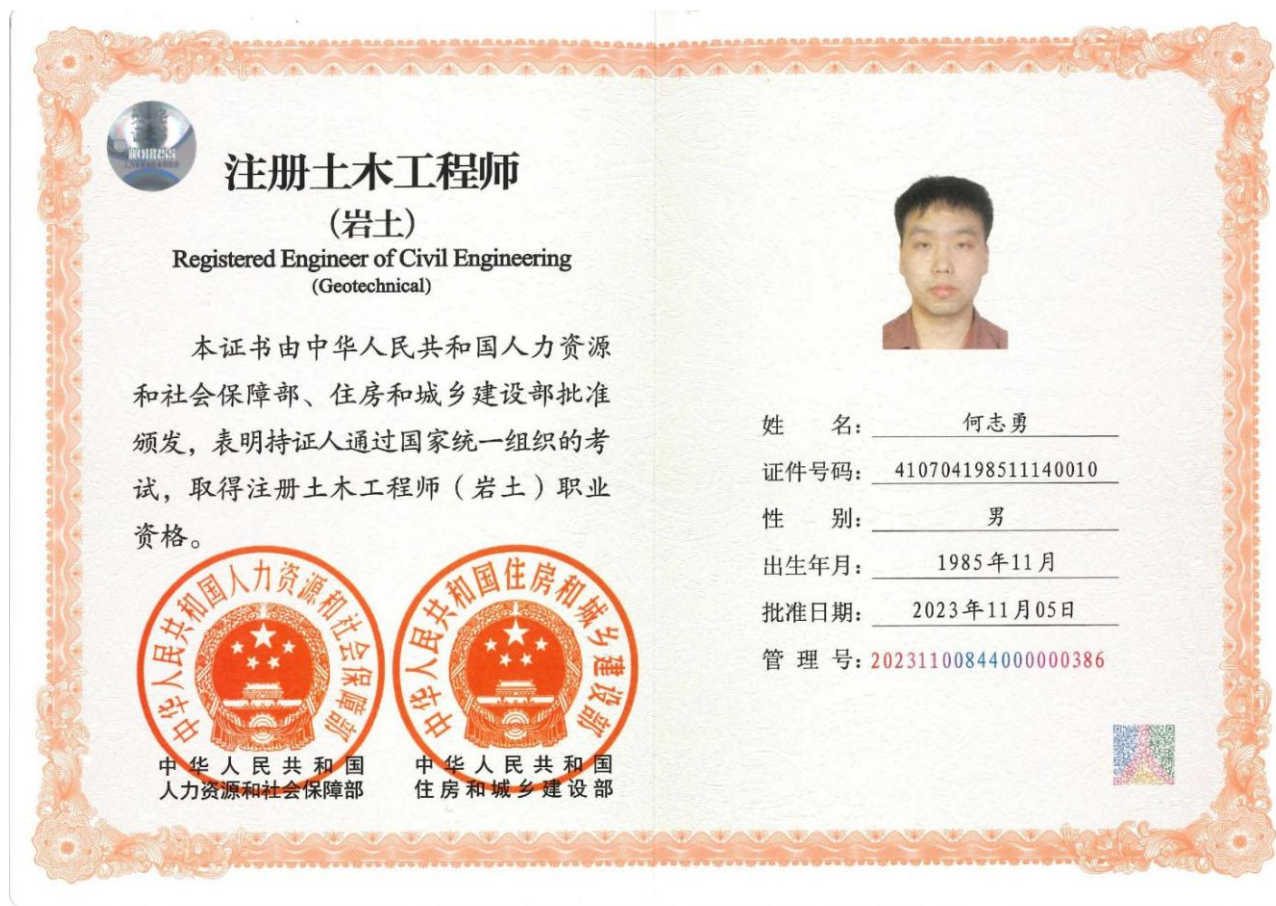 注册土木工程师
（岩土）
Registered Engineer of Civil Engineering
(Geotechnical)
本证书由中华人民共和国人力资源
和社会保障部、住房和城乡建设部批准
颁发，表明持证人通过国家统一组织的考
试，取得注册土木工程师（岩土）职业
资格。
中华人民共和国人力资源和社会保障部
中华人民共和国住房和城乡建设部
中华人民共和国
人力资源和社会保障部
中华人民共和国
住房和城乡建设部
姓 名：何志勇
证件号码：410704198511140010
性 别：男
出生年月：1985年11月
批准日期：2023年11月05日
管 理 号：20231100844000000386